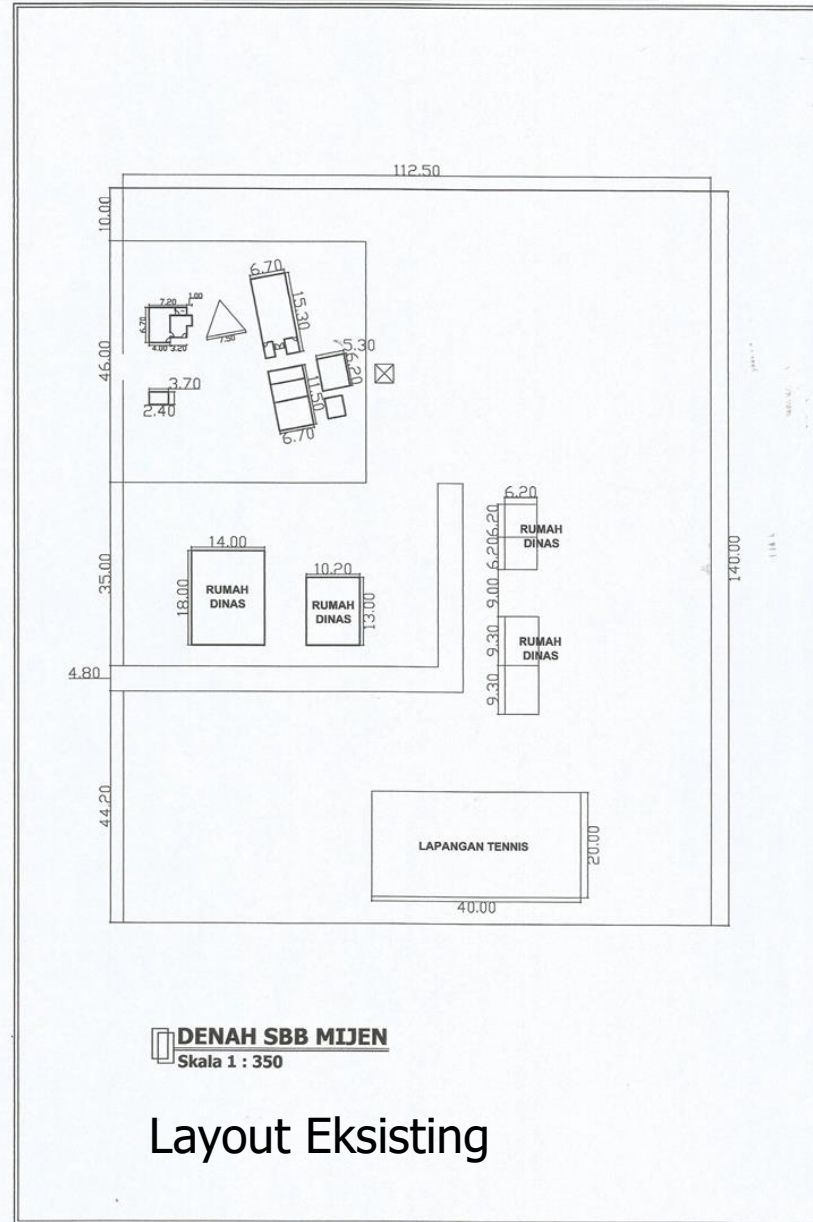 112.50
10.00
6.70
7.20
1.00
15.30
6.70
7.50
4.00
3.20
5.30
6.20
46.00
3.70
2.40
11.50
6.70
6.20
6.20
RUMAH
DINAS
6.20
14.00
140.00
35.00
10.20
9.00
18.00
RUMAH
DINAS
RUMAH
DINAS
13.00
9.30
RUMAH
DINAS
4.80
9.30
44.20
LAPANGAN TENNIS
20.00
40.00
DENAH SBB MIJEN
Skala 1 : 350
Layout Eksisting